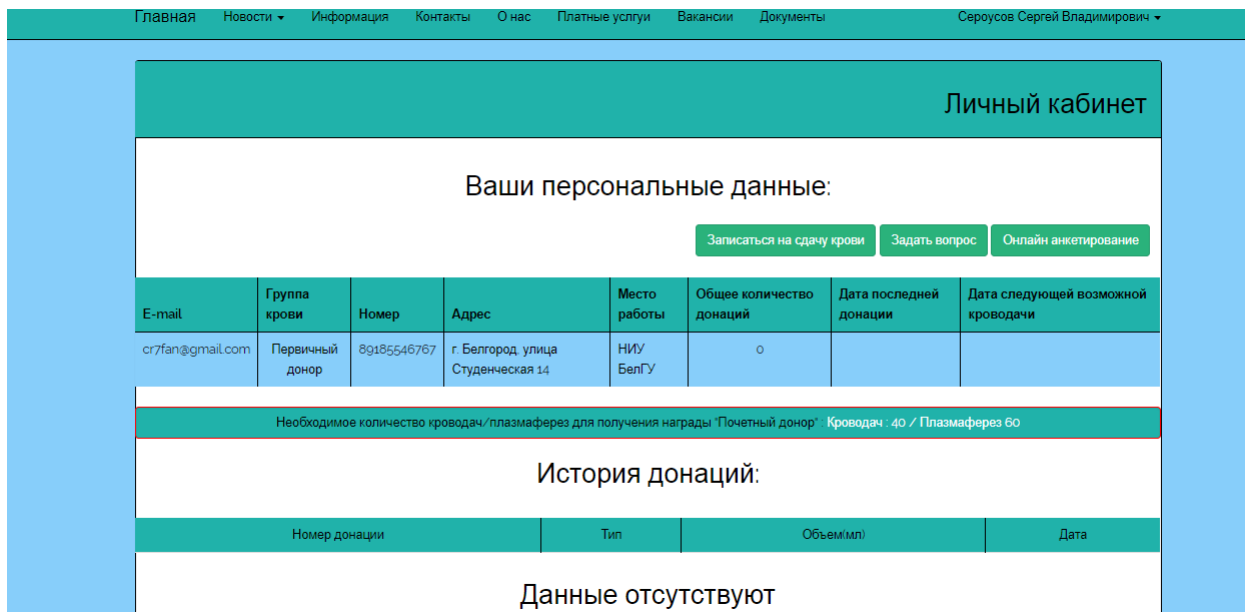 Главная Новости Информация Контакты О нас Платные услгуи Вакансии Документы Сероусов Сергей Владимирович
Личный кабинет
Ваши персональные данные:
Записаться на сдачу крови Задать вопрос Онлайн анкетирование
E-mail Группа крови Номер Адрес Место работы Общее количество донаций Дата последней донации Дата следующей возможной кроводачи
cr7fan@gmail.com Первичный донор 89185546767 г. Белгород, улица Студенческая 14 НИУ БелГУ 0
Необходимое количество кроводач/плазмаферез для получения награды "Почетный донор" : Кроводач : 40 / Плазмаферез 60
История донаций:
Номер донации Тип Объем(мл) Дата
Данные отсутствуют